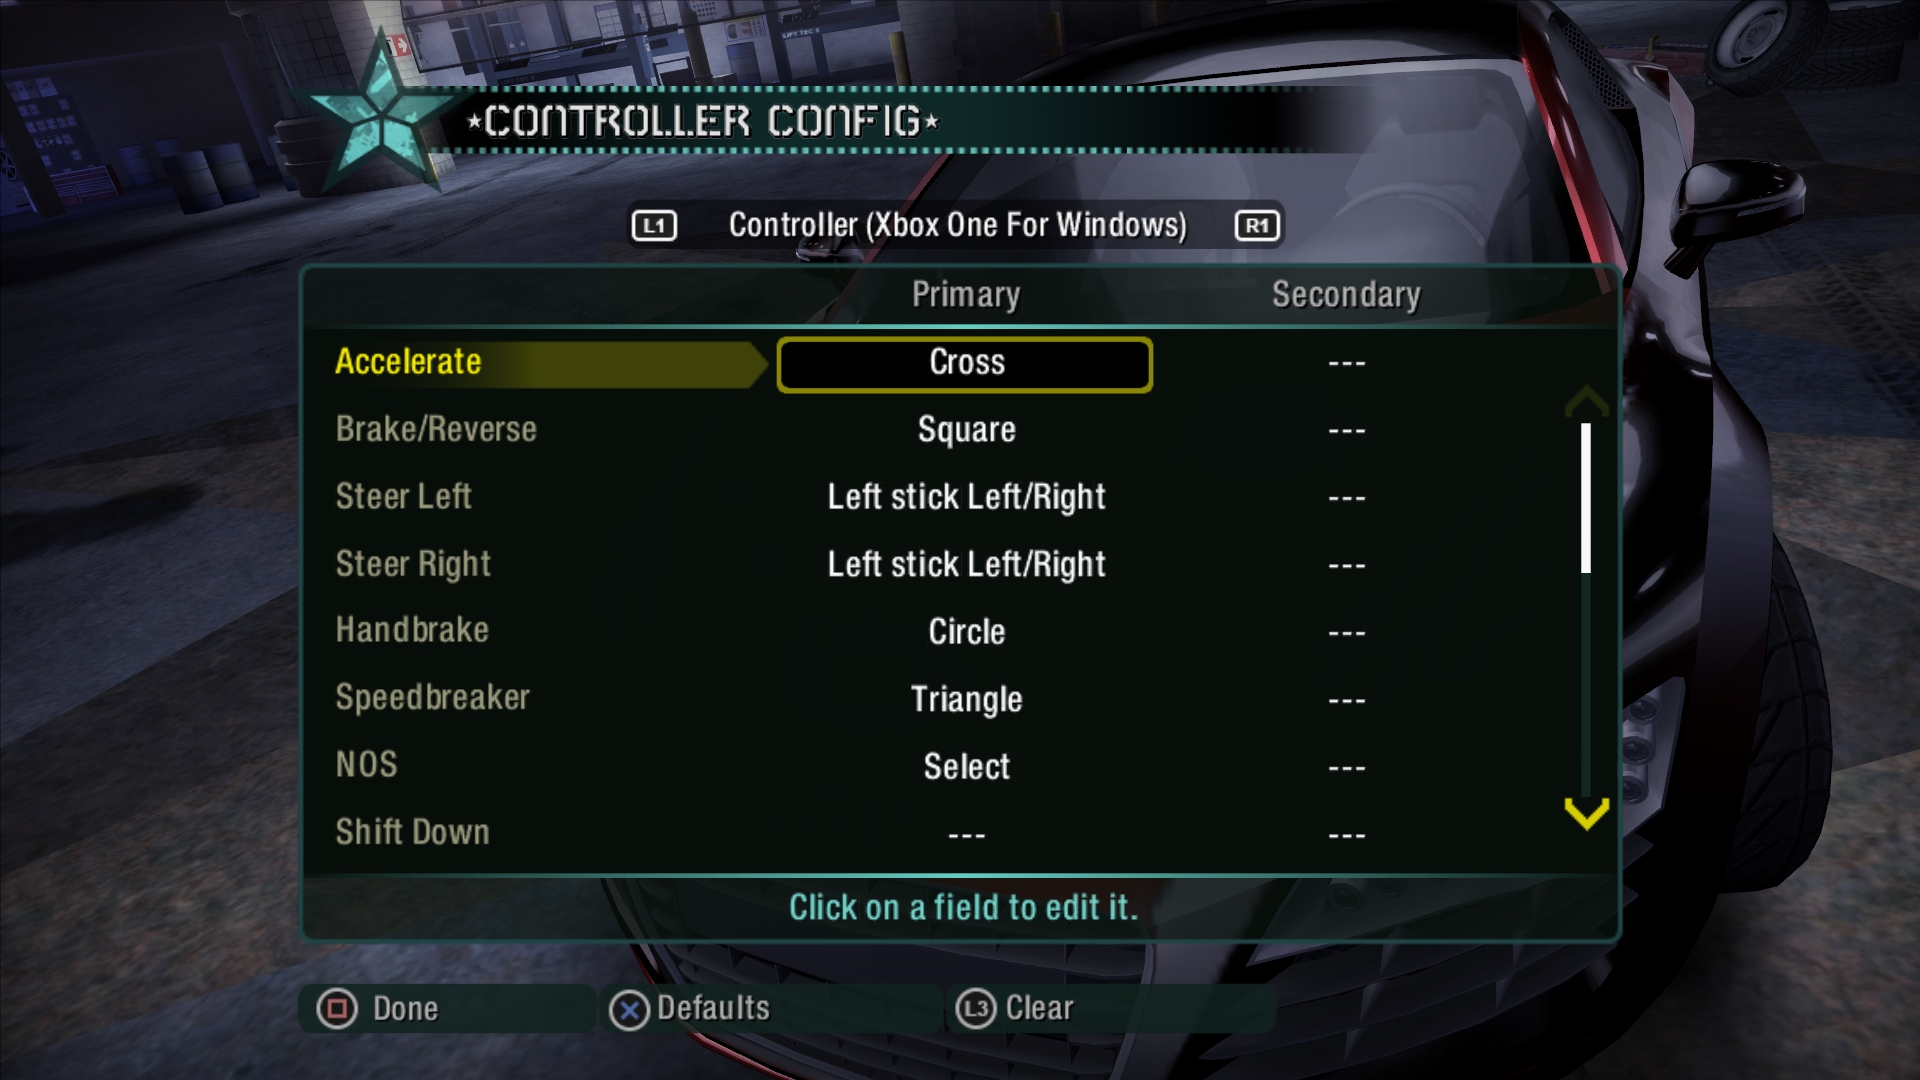 LIFT TEC
★CONTROLLER CONFIG★
L1 Controller (Xbox One For Windows) R1
Primary Secondary
Accelerate Cross ---
Brake/Reverse Square ---
Steer Left Left stick Left/Right ---
Steer Right Left stick Left/Right ---
Handbrake Circle ---
Speedbreaker Triangle ---
NOS Select ---
Shift Down --- ---
Click on a field to edit it.
Done Defaults L3 Clear